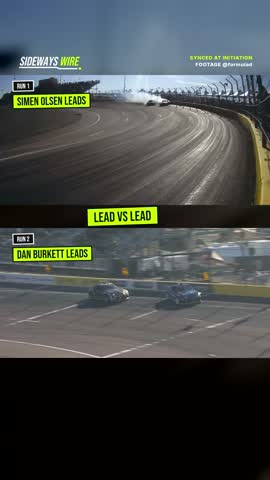 SIDEWAYS WIRE
SYNCED AT INITIATION
FOOTAGE @formulad
RUN 1
SIMEN OLSEN LEADS
LEAD VS LEAD
RUN 2
DAN BURKETT LEADS